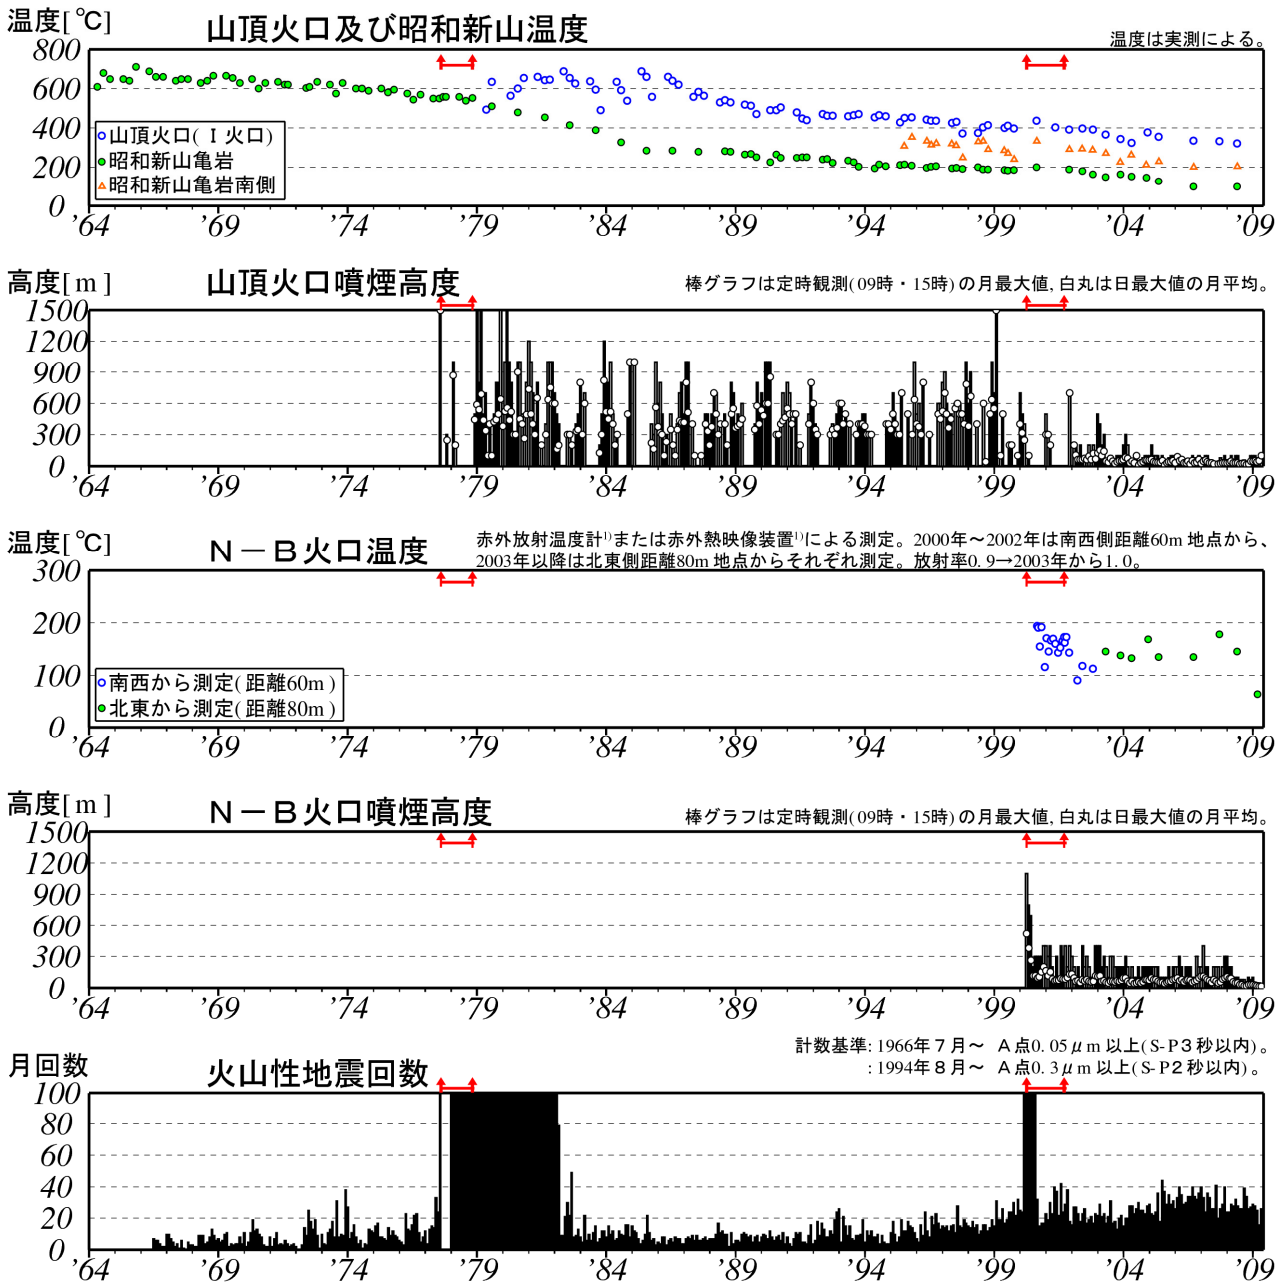 温度[℃]
山頂火口及び昭和新山温度
温度は実測による。
800
600
400
200
0
山頂火口(Ⅰ火口)
昭和新山亀岩
昭和新山亀岩南側
'64 '69 '74 '79 '84 '89 '94 '99 '04 '09
高度[m]
山頂火口噴煙高度
棒グラフは定時観測(09時・15時)の月最大値,白丸は日最大値の月平均。
1500
1200
900
600
300
0
'64 '69 '74 '79 '84 '89 '94 '99 '04 '09
温度[℃]
N－B火口温度
赤外放射温度計1)または赤外熱映像装置1)による測定。2000年～2002年は南西側距離60m地点から、
2003年以降は北東側距離80m地点からそれぞれ測定。放射率0.9→2003年から1.0。
300
200
100
0
南西から測定(距離60m)
北東から測定(距離80m)
'64 '69 '74 '79 '84 '89 '94 '99 '04 '09
高度[m]
N－B火口噴煙高度
棒グラフは定時観測(09時・15時)の月最大値,白丸は日最大値の月平均。
1500
1200
900
600
300
0
'64 '69 '74 '79 '84 '89 '94 '99 '04 '09
月回数
火山性地震回数
計数基準:1966年7月～ A点0.05μm以上(S-P3秒以内)。
:1994年8月～ A点0.3μm以上(S-P2秒以内)。
100
80
60
40
20
0
'64 '69 '74 '79 '84 '89 '94 '99 '04 '09